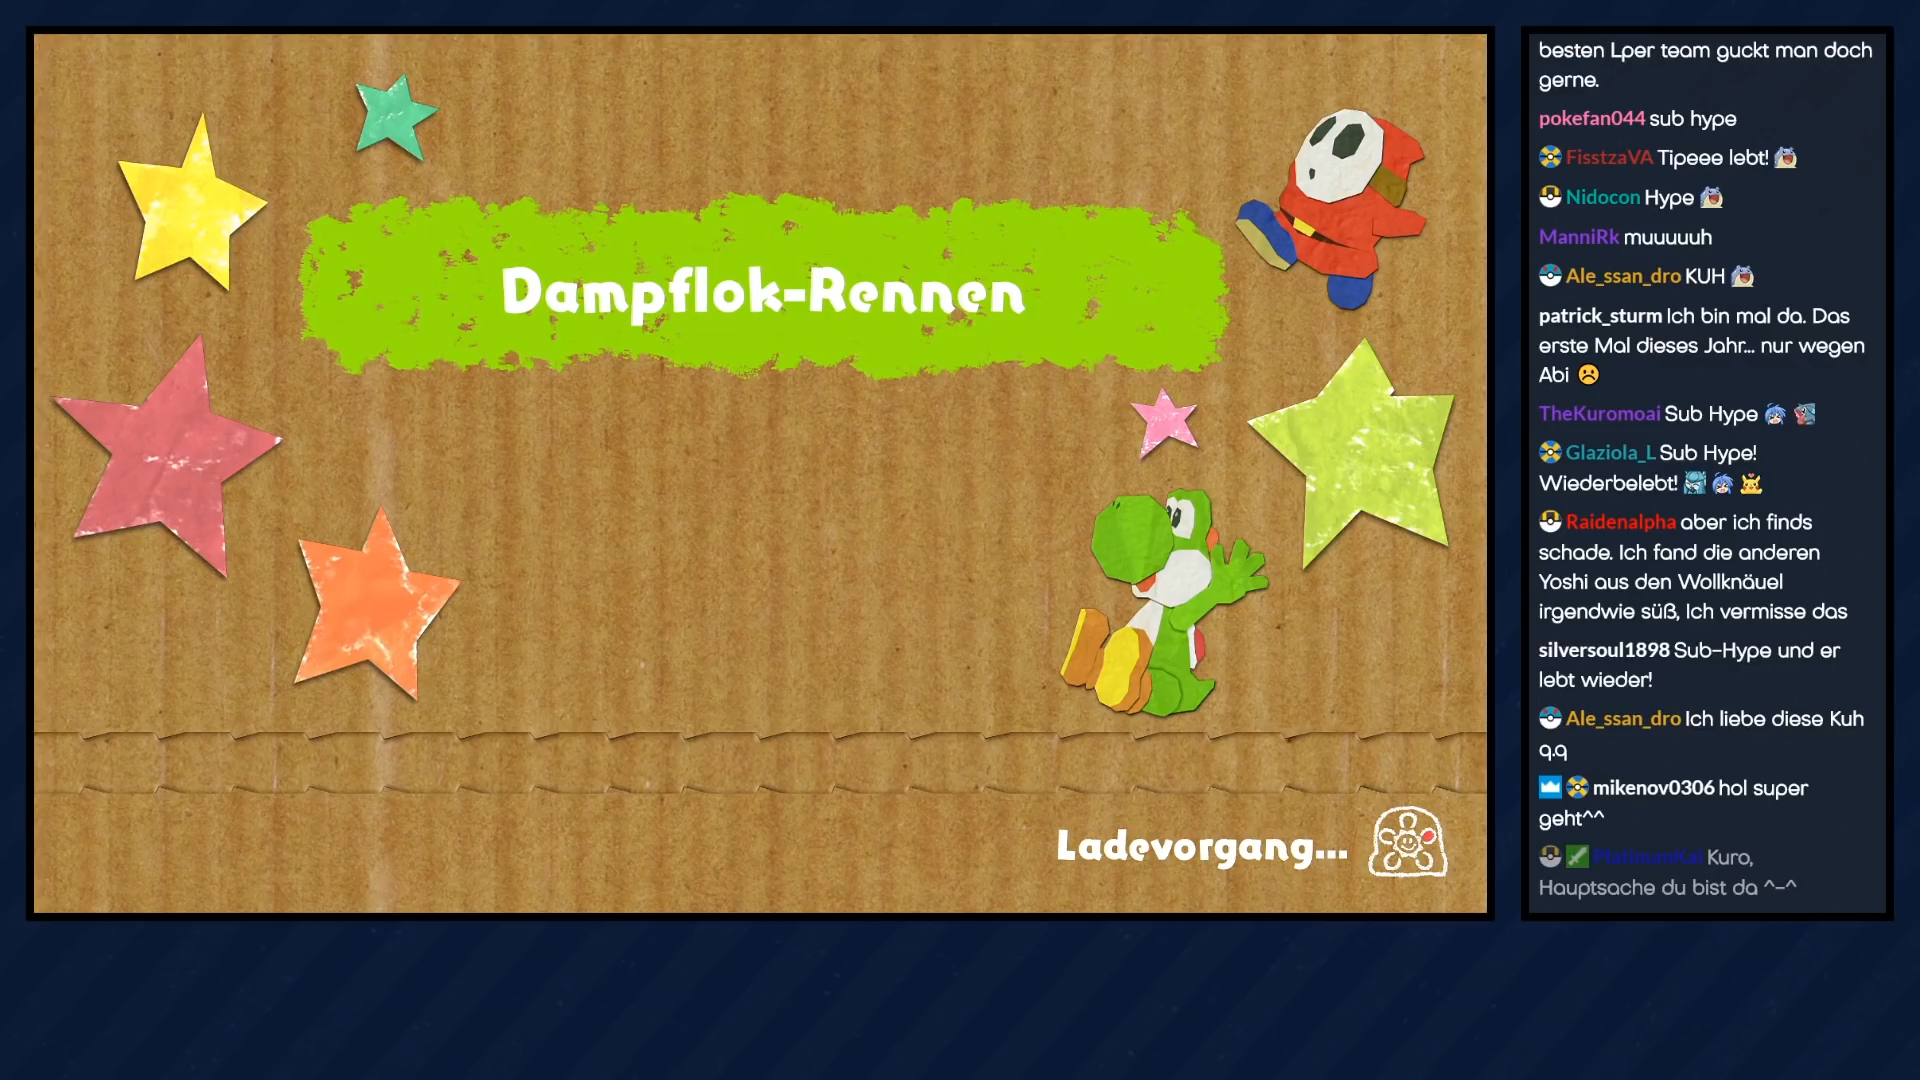 Dampflok-Rennen
Ladevorgang...
besten Lper team guckt man doch
gerne.
pokefan044 sub hype
FisstzaVA Tipeee lebt!
Nidocon Hype
ManniRk muuuuuh
Ale_ssan_dro KUH
patrick_sturm Ich bin mal da. Das
erste Mal dieses Jahr... nur wegen
Abi
TheKuromoai Sub Hype
Glaziola_L Sub Hype!
Wiederbelebt!
Raidenalpha aber ich finds
schade. Ich fand die anderen
Yoshi aus den Wollknäuel
irgendwie süß, Ich vermisse das
silversoul1898 Sub-Hype und er
lebt wieder!
Ale_ssan_dro Ich liebe diese Kuh
q.q
mikenov0306 hol super
geht^^
PlatinumKai Kuro,
Hauptsache du bist da ^-^